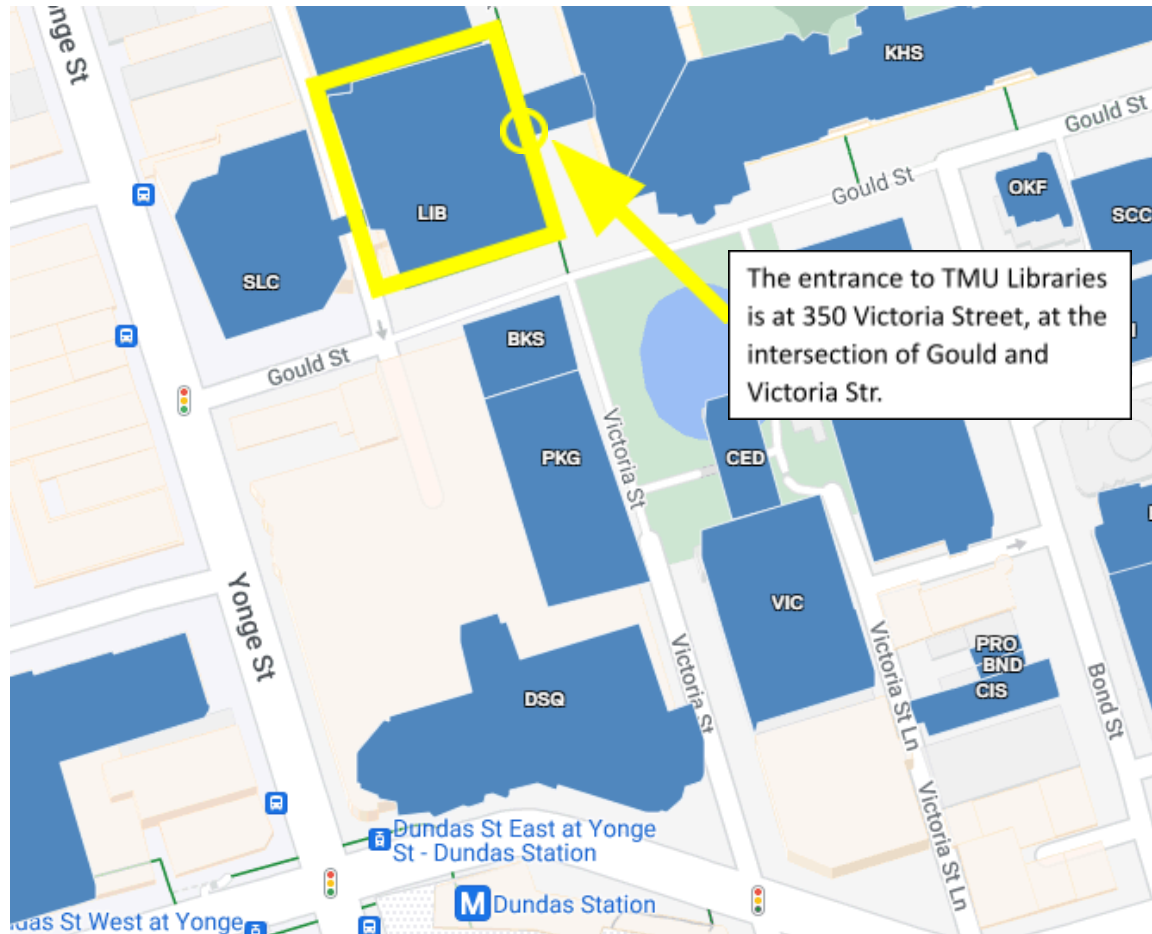 onge St
KHS
Gould St
Gould St
OKF
SCC
LIB
SLC
The entrance to TMU Libraries
is at 350 Victoria Street, at the
intersection of Gould and
Victoria Str.
BKS
Gould St
Victoria St
PKG
CED
Yonge St
VIC
Victoria St
Victoria St Ln
PRO
BND
CIS
Bond St
DSQ
Victoria St Ln
Dundas St East at Yonge
St - Dundas Station
M Dundas Station
das St West at Yonge